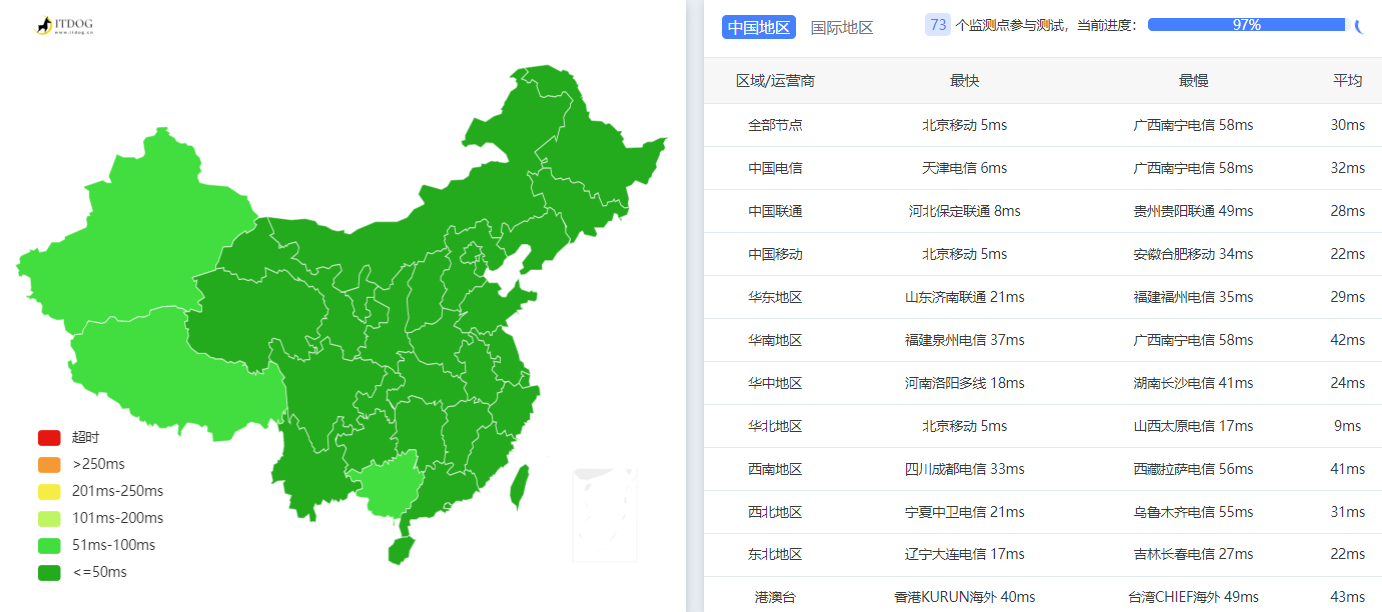 ITDOG
www.itdog.cn
超时
>250ms
201ms-250ms
101ms-200ms
51ms-100ms
<=50ms
中国地区 国际地区 73 个监测点参与测试，当前进度： 97%
区域/运营商 最快 最慢 平均
全部节点 北京移动 5ms 广西南宁电信 58ms 30ms
中国电信 天津电信 6ms 广西南宁电信 58ms 32ms
中国联通 河北保定联通 8ms 贵州贵阳联通 49ms 28ms
中国移动 北京移动 5ms 安徽合肥移动 34ms 22ms
华东地区 山东济南联通 21ms 福建福州电信 35ms 29ms
华南地区 福建泉州电信 37ms 广西南宁电信 58ms 42ms
华中地区 河南洛阳多线 18ms 湖南长沙电信 41ms 24ms
华北地区 北京移动 5ms 山西太原电信 17ms 9ms
西南地区 四川成都电信 33ms 西藏拉萨电信 56ms 41ms
西北地区 宁夏中卫电信 21ms 乌鲁木齐电信 55ms 31ms
东北地区 辽宁大连电信 17ms 吉林长春电信 27ms 22ms
港澳台 香港KURUN海外 40ms 台湾CHIEF海外 49ms 43ms